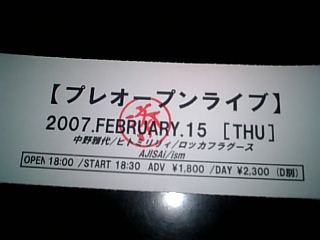 【プレオープンライブ】
2007.FEBRUARY.15 [THU]
中野雅代/ヒトミリリィ/ロッカフラグース
AJISAI/ism
OPEN 18:00 /START 18:30 ADV ¥1,800 /DAY ¥2,300 (D別)